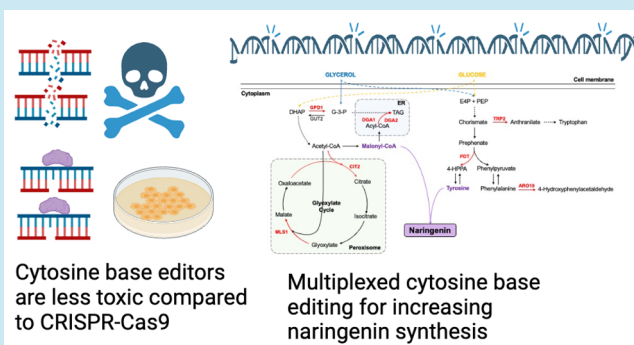 GLYCEROL
GLUCOSE
Cell membrane
Cytoplasm
ER
E4P + PEP
DHAP
GPD1
G-3-P
TAG
GUT2
DGA1
DGA2
Acyl-CoA
Chorismate
TRP2
Anthranilate
Tryptophan
Prephenate
Acetyl-CoA
Malonyl-CoA
PDT
CIT2
4-HPPA
Phenylpyruvate
Oxaloacetate
Citrate
Tyrosine
Phenylalanine
ARO10
4-Hydroxyphenylacetaldehyde
Glyoxylate
Cycle
Malate
Isocitrate
MLS1
Naringenin
Glyoxylate
Peroxisome
Cytosine base editors
are less toxic compared
to CRISPR-Cas9
Multiplexed cytosine base
editing for increasing
naringenin synthesis